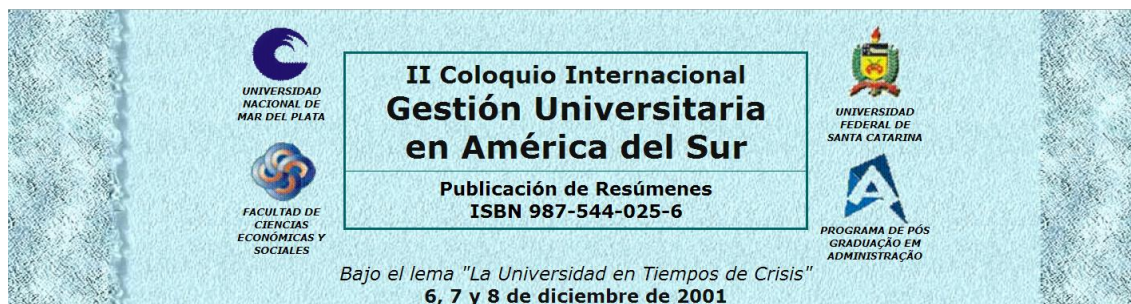 UNIVERSIDAD
NACIONAL DE
MAR DEL PLATA
FACULTAD DE
CIENCIAS
ECONÓMICAS Y
SOCIALES
II Coloquio Internacional
Gestión Universitaria
en América del Sur
Publicación de Resúmenes
ISBN 987-544-025-6
UNIVERSIDAD
FEDERAL DE
SANTA CATARINA
PROGRAMA DE PÓS
GRADUAÇÃO EM
ADMINISTRAÇÃO
Bajo el lema "La Universidad en Tiempos de Crisis"
6, 7 y 8 de diciembre de 2001